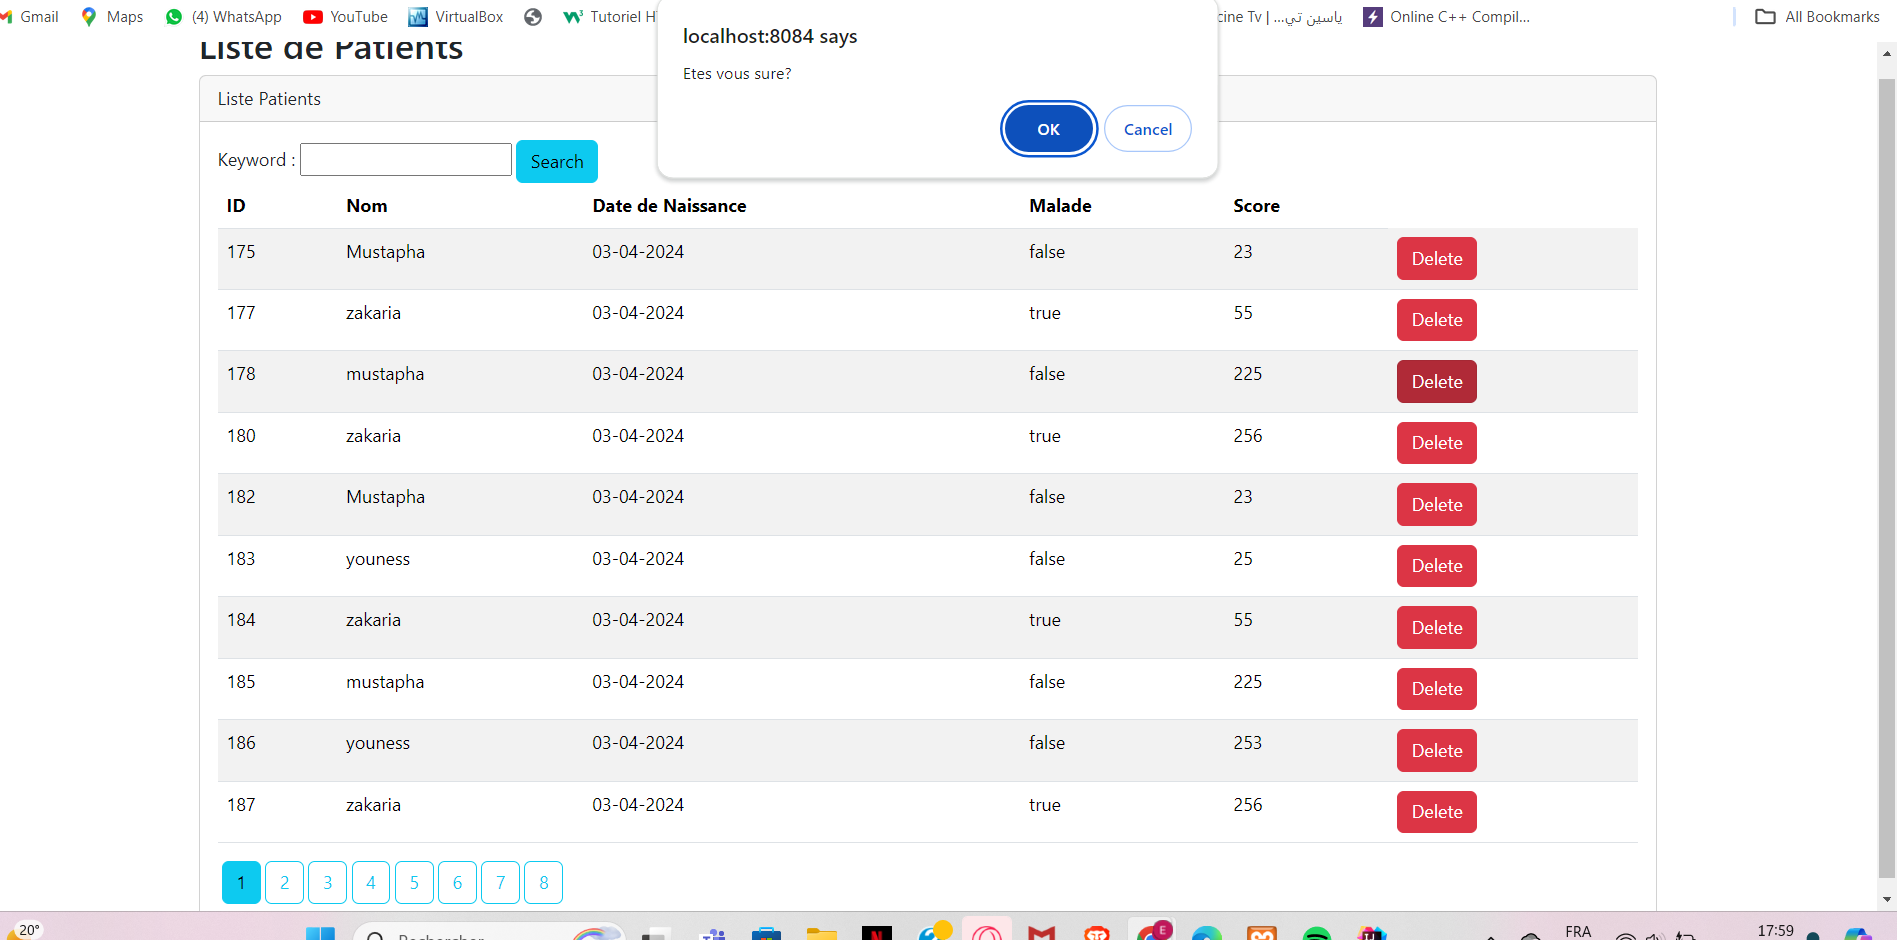 Gmail Maps (4) WhatsApp YouTube VirtualBox Tutoriel H cine Tv | ...ياسين تي Online C++ Compil... All Bookmarks
localhost:8084 says
Etes vous sure?
OK Cancel
Liste de Patients
Liste Patients
Keyword : Search
ID Nom Date de Naissance Malade Score
175 Mustapha 03-04-2024 false 23 Delete
177 zakaria 03-04-2024 true 55 Delete
178 mustapha 03-04-2024 false 225 Delete
180 zakaria 03-04-2024 true 256 Delete
182 Mustapha 03-04-2024 false 23 Delete
183 youness 03-04-2024 false 25 Delete
184 zakaria 03-04-2024 true 55 Delete
185 mustapha 03-04-2024 false 225 Delete
186 youness 03-04-2024 false 253 Delete
187 zakaria 03-04-2024 true 256 Delete
1 2 3 4 5 6 7 8
20° Rechercher E FRA 17:59